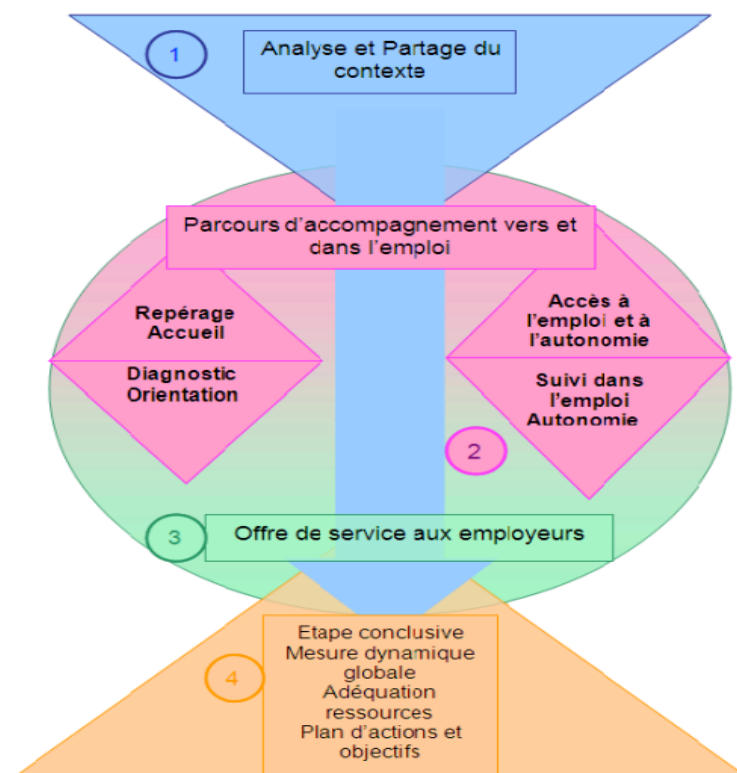 1
Analyse et Partage du
contexte
Parcours d'accompagnement vers et
dans l'emploi
Repérage
Accueil
Diagnostic
Orientation
Accès à
l'emploi et à
l'autonomie
Suivi dans
l'emploi
Autonomie
2
3
Offre de service aux employeurs
4
Etape conclusive
Mesure dynamique
globale
Adéquation
ressources
Plan d'actions et
objectifs